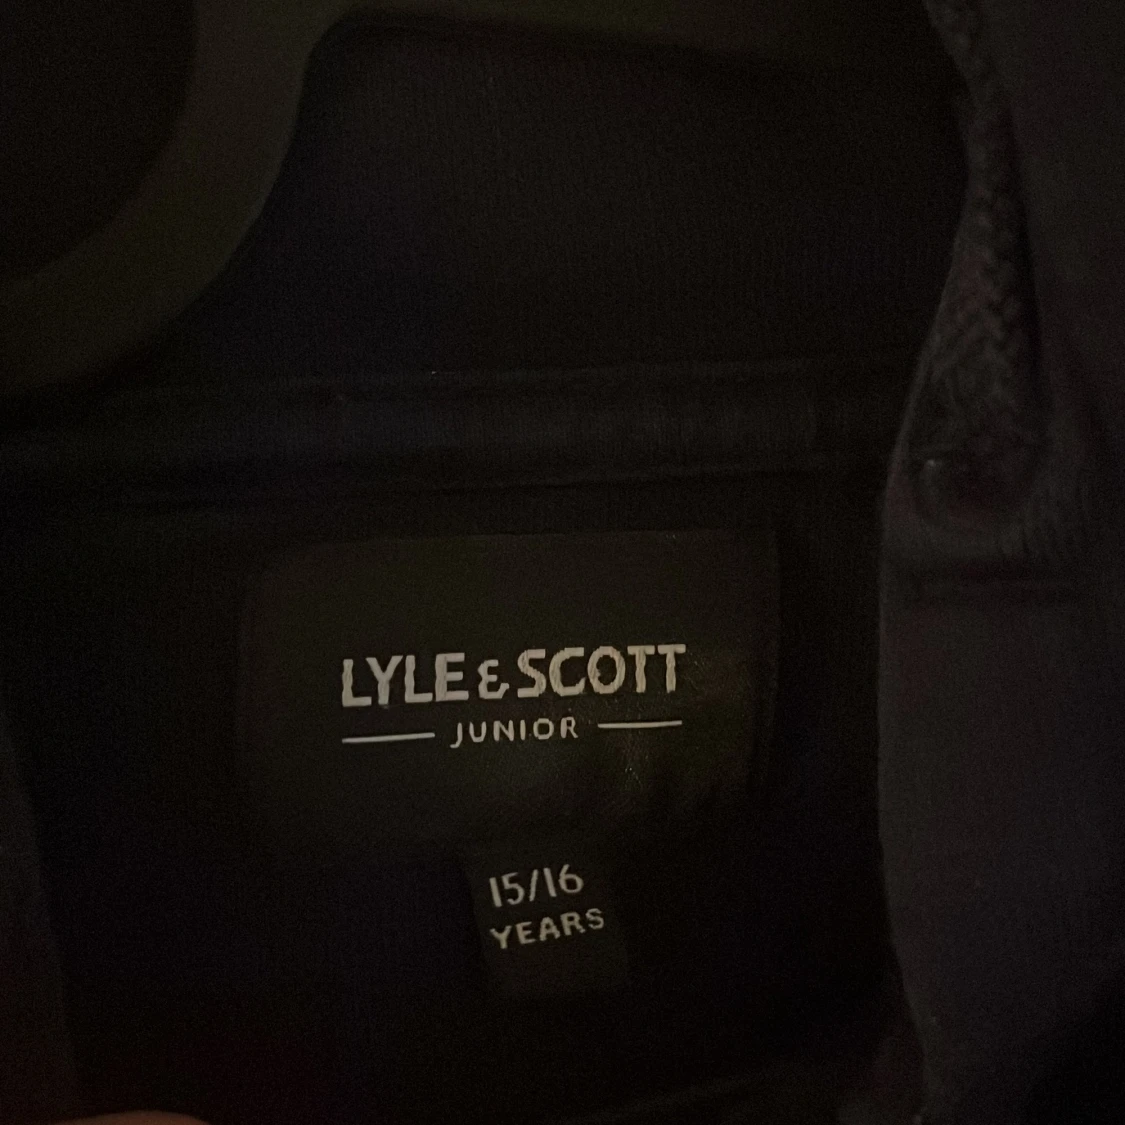 LYLE & SCOTT
JUNIOR
15/16
YEARS